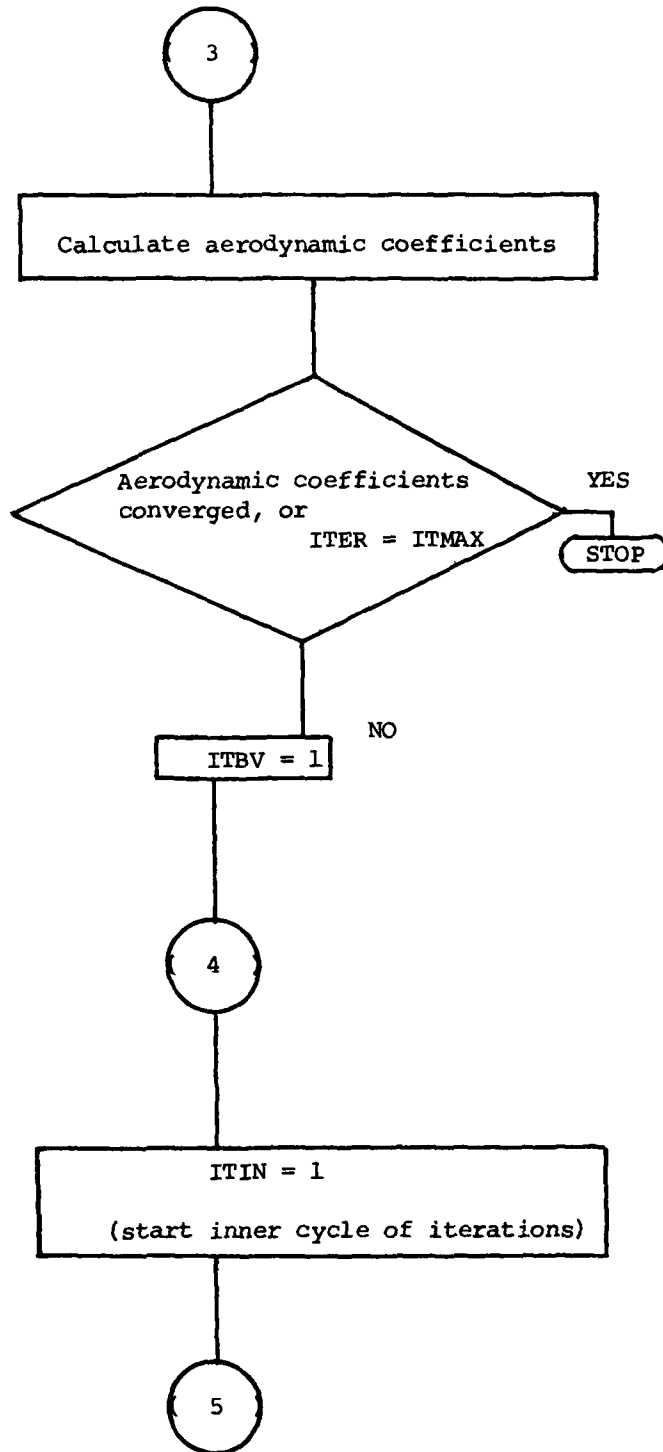 3
Calculate aerodynamic coefficients
Aerodynamic coefficients
converged, or
ITER = ITMAX
YES
STOP
NO
ITBV = 1
4
ITIN = 1
(start inner cycle of iterations)
5